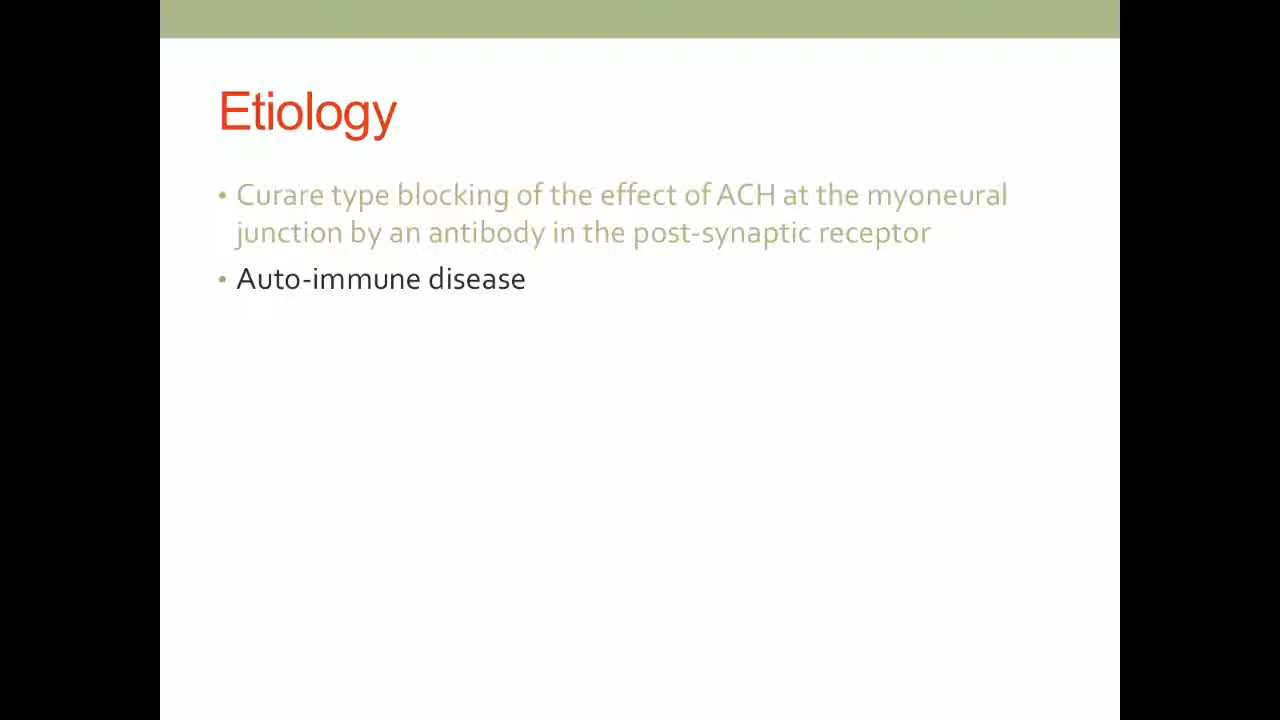 Etiology
• Curare type blocking of the effect of ACH at the myoneural
junction by an antibody in the post-synaptic receptor
• Auto-immune disease